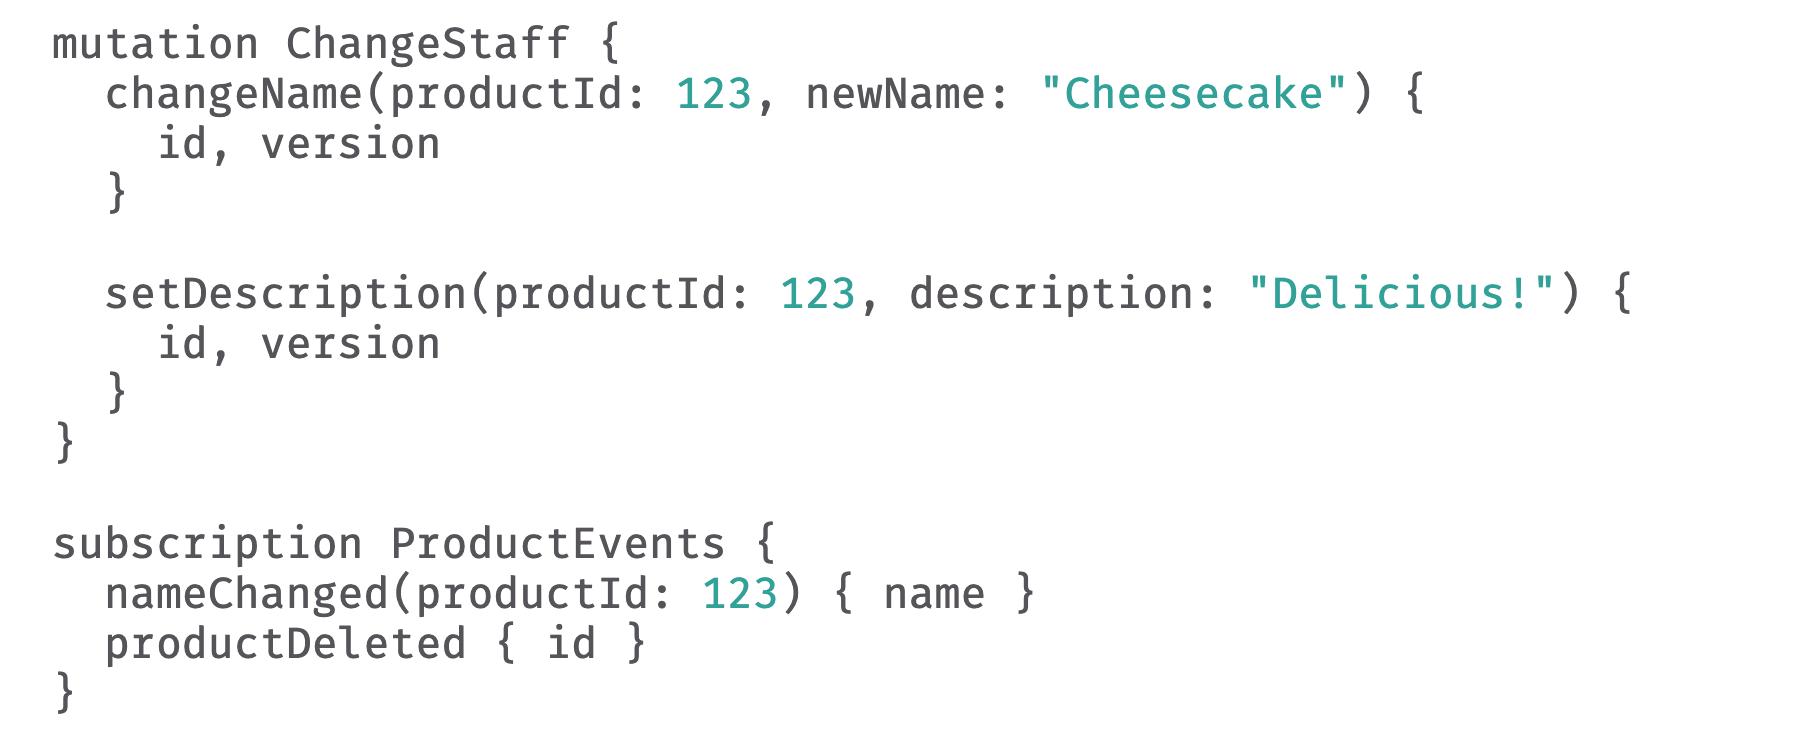 mutation ChangeStaff {
  changeName(productId: 123, newName: "Cheesecake") {
    id, version
  }

  setDescription(productId: 123, description: "Delicious!") {
    id, version
  }
}

subscription ProductEvents {
  nameChanged(productId: 123) { name }
  productDeleted { id }
}